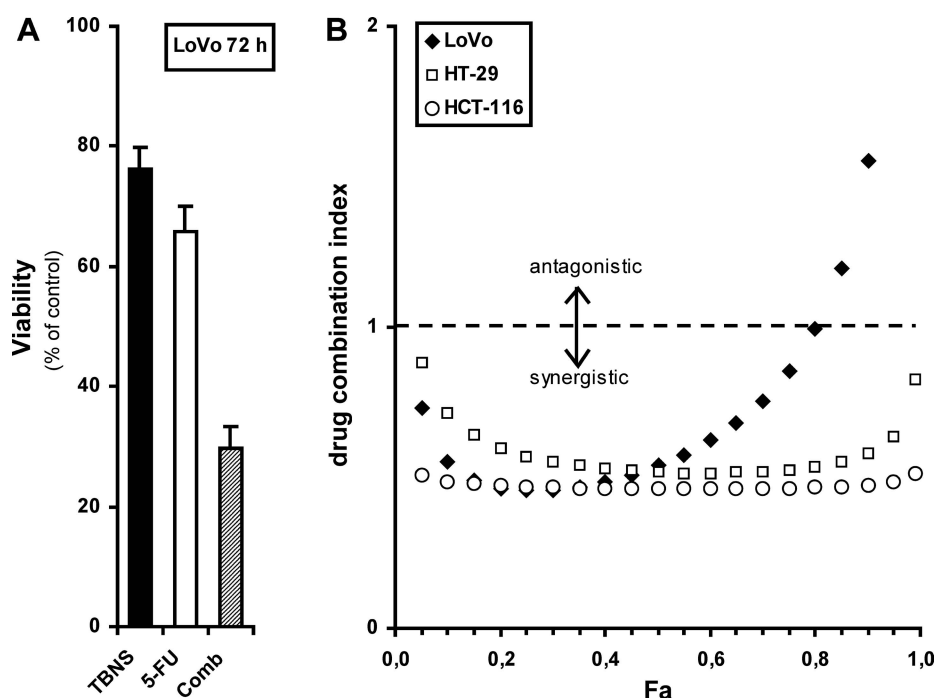 A
LoVo 72 h
100
80
60
40
20
0
Viability
(% of control)
TBNS
5-FU
Comb
B
LoVo
HT-29
HCT-116
2
1
0
drug combination index
antagonistic
synergistic
0,0
0,4
0,6
0,8
1,0
Fa